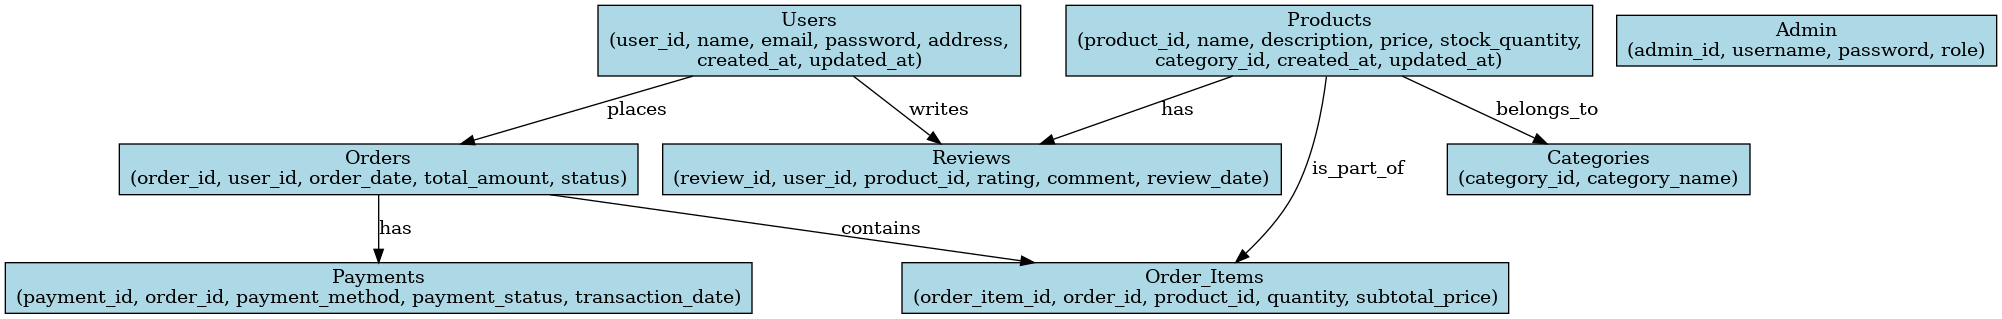 Users
(user_id, name, email, password, address,
created_at, updated_at)
Products
(product_id, name, description, price, stock_quantity,
category_id, created_at, updated_at)
Admin
(admin_id, username, password, role)
places
writes
has
belongs_to
Orders
(order_id, user_id, order_date, total_amount, status)
Reviews
(review_id, user_id, product_id, rating, comment, review_date)
is_part_of
Categories
(category_id, category_name)
has
contains
Payments
(payment_id, order_id, payment_method, payment_status, transaction_date)
Order_Items
(order_item_id, order_id, product_id, quantity, subtotal_price)